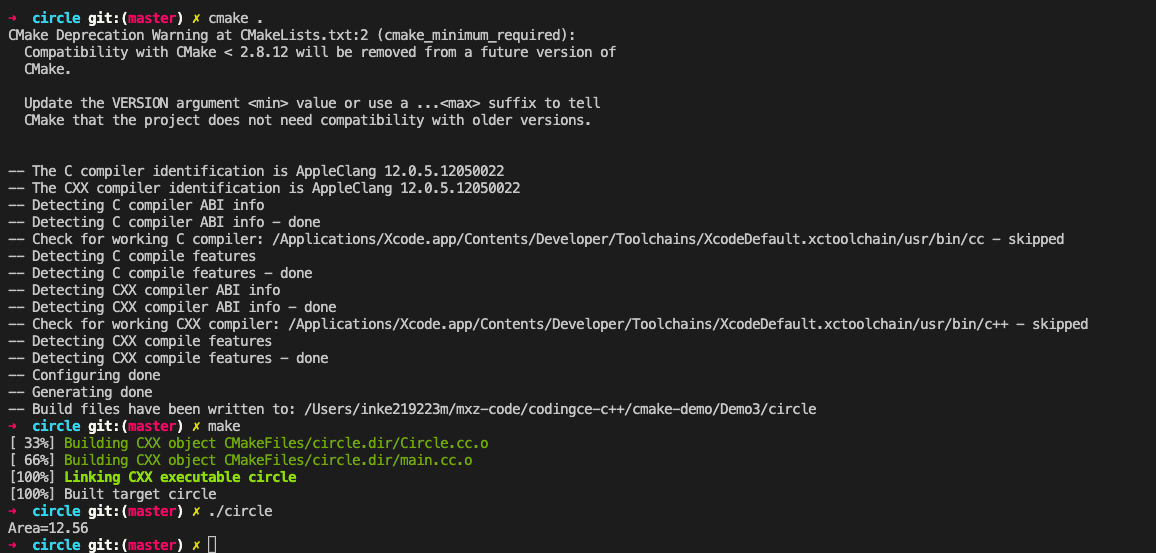 ➜  circle git:(master) ✗ cmake .
CMake Deprecation Warning at CMakeLists.txt:2 (cmake_minimum_required):
  Compatibility with CMake < 2.8.12 will be removed from a future version of
  CMake.

  Update the VERSION argument <min> value or use a ...<max> suffix to tell
  CMake that the project does not need compatibility with older versions.


-- The C compiler identification is AppleClang 12.0.5.12050022
-- The CXX compiler identification is AppleClang 12.0.5.12050022
-- Detecting C compiler ABI info
-- Detecting C compiler ABI info - done
-- Check for working C compiler: /Applications/Xcode.app/Contents/Developer/Toolchains/XcodeDefault.xctoolchain/usr/bin/cc - skipped
-- Detecting C compile features
-- Detecting C compile features - done
-- Detecting CXX compiler ABI info
-- Detecting CXX compiler ABI info - done
-- Check for working CXX compiler: /Applications/Xcode.app/Contents/Developer/Toolchains/XcodeDefault.xctoolchain/usr/bin/c++ - skipped
-- Detecting CXX compile features
-- Detecting CXX compile features - done
-- Configuring done
-- Generating done
-- Build files have been written to: /Users/inke219223m/mxz-code/codingce-c++/cmake-demo/Demo3/circle
➜  circle git:(master) ✗ make
[ 33%] Building CXX object CMakeFiles/circle.dir/Circle.cc.o
[ 66%] Building CXX object CMakeFiles/circle.dir/main.cc.o
[100%] Linking CXX executable circle
[100%] Built target circle
➜  circle git:(master) ✗ ./circle
Area=12.56
➜  circle git:(master) ✗